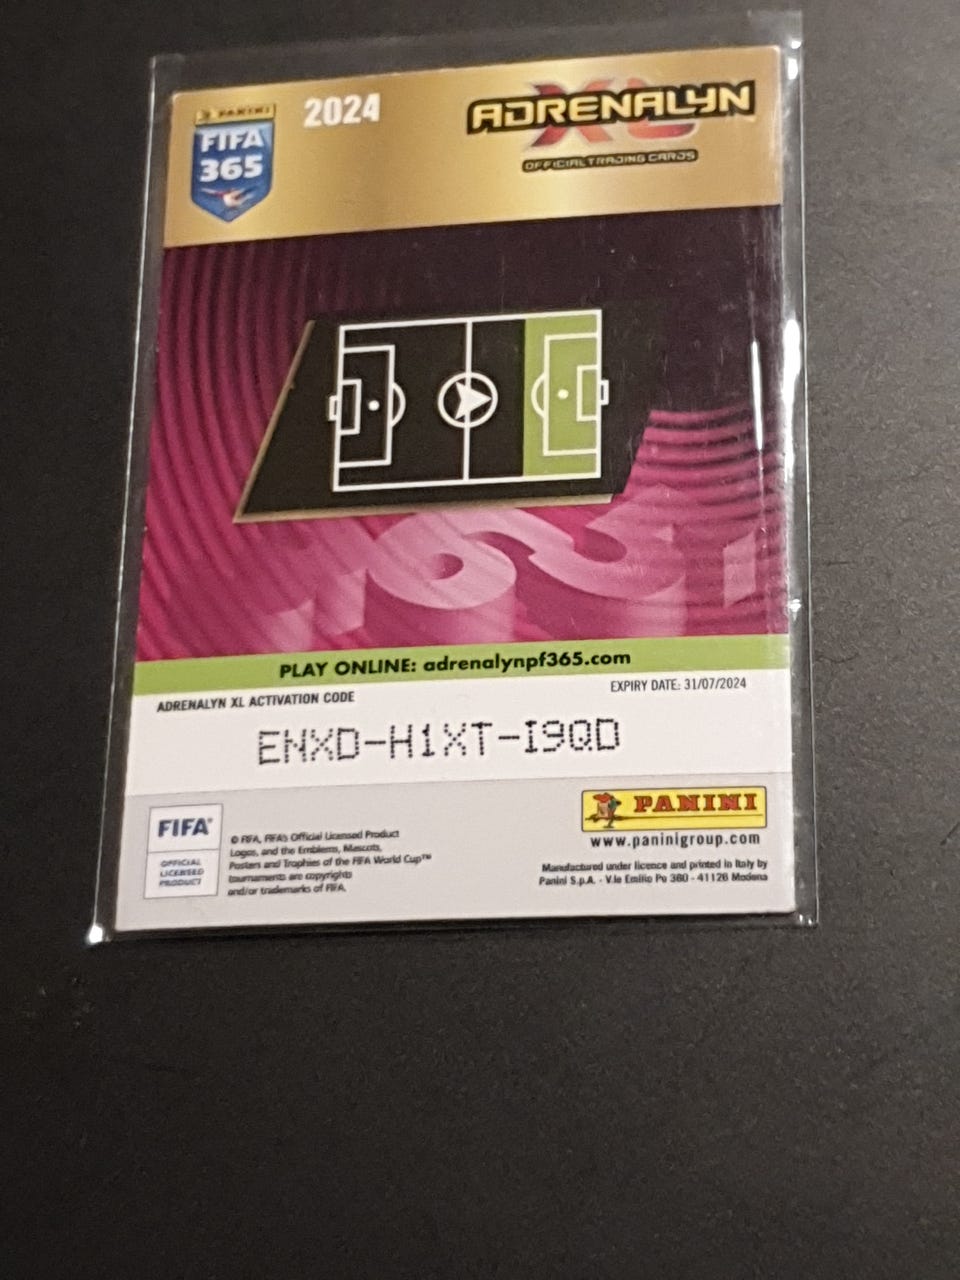 PANINI
FIFA
365
2024
ADRENALYN
XL
OFFICIAL TRADING CARDS
365
PLAY ONLINE: adrenalynpf365.com
ADRENALYN XL ACTIVATION CODE
EXPIRY DATE: 31/07/2024
ENXD-H1XT-I9QD
FIFA®
OFFICIAL
LICENSED
PRODUCT
© FIFA, FIFA's Official Licensed Product
Logos, and the Emblems, Mascots,
Posters and Trophies of the FIFA World Cup™
tournaments are copyrights
and/or trademarks of FIFA.
PANINI
www.paninigroup.com
Manufactured under licence and printed in Italy by
Panini S.p.A. - V.le Emilio Po 380 - 41126 Modena